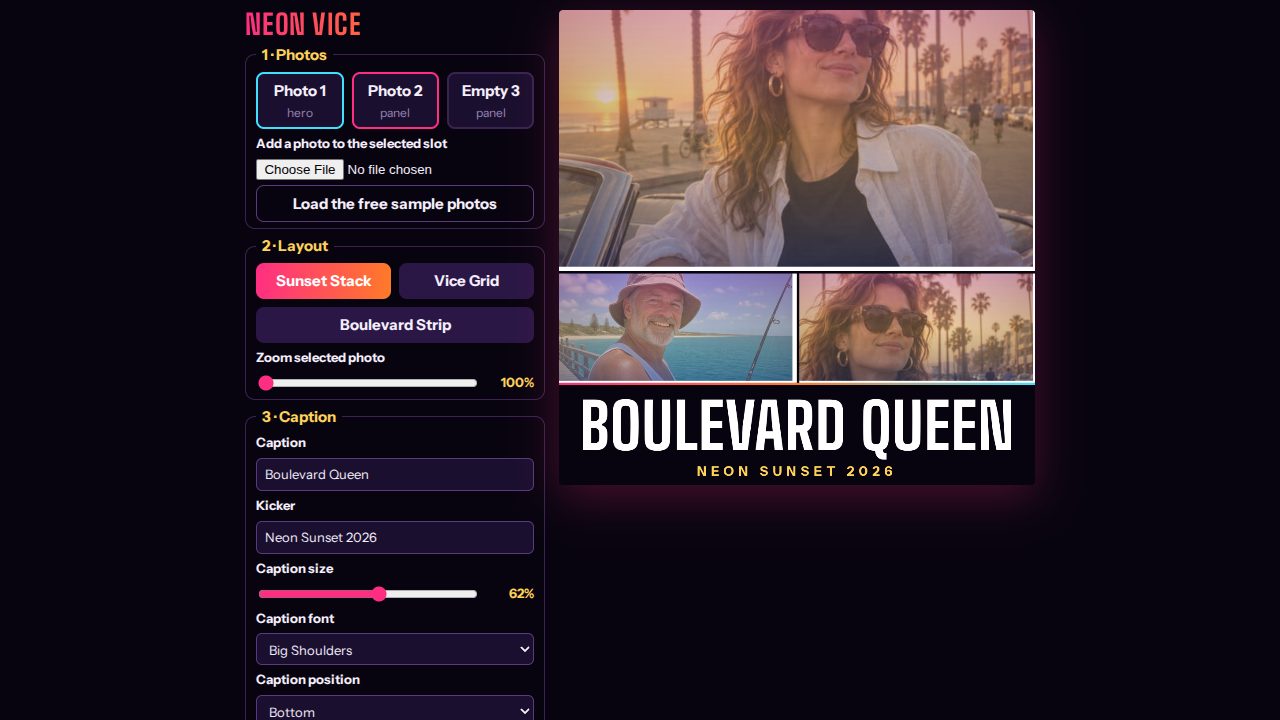 NEON VICE
1 · Photos
Photo 1
hero
Photo 2
panel
Empty 3
panel
Add a photo to the selected slot
Choose File No file chosen
Load the free sample photos
2 · Layout
Sunset Stack
Vice Grid
Boulevard Strip
Zoom selected photo
100%
3 · Caption
Caption
Boulevard Queen
Kicker
Neon Sunset 2026
Caption size
62%
Caption font
Big Shoulders
Caption position
Bottom
BOULEVARD QUEEN
NEON SUNSET 2026